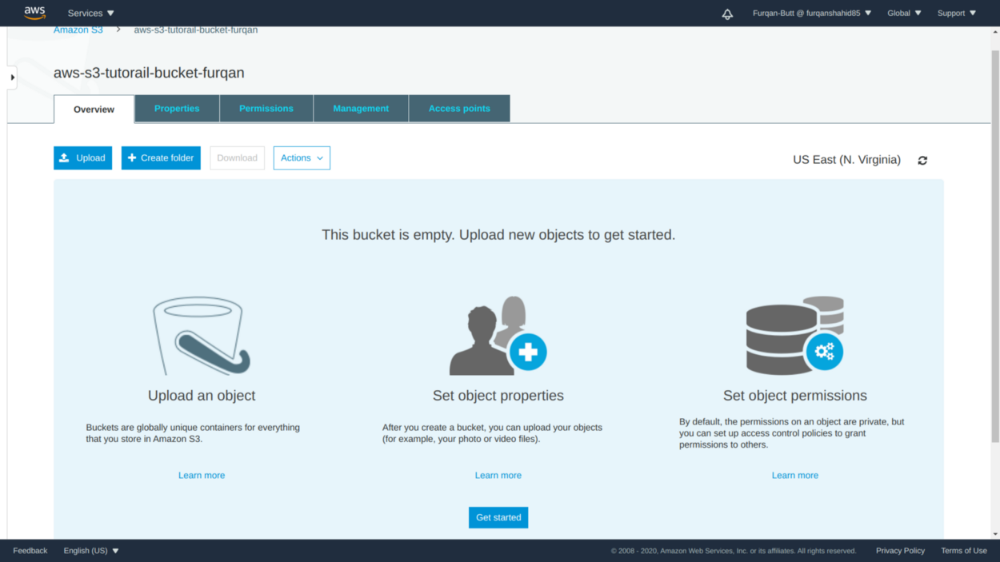 aws Services Furqan-Butt @ furqanshahid85 Global Support
Amazon S3 > aws-s3-tutorail-bucket-furqan
aws-s3-tutorail-bucket-furqan
Overview Properties Permissions Management Access points
Upload Create folder Download Actions US East (N. Virginia)
This bucket is empty. Upload new objects to get started.
Upload an object
Buckets are globally unique containers for everything
that you store in Amazon S3.
Learn more
Set object properties
After you create a bucket, you can upload your objects
(for example, your photo or video files).
Learn more
Set object permissions
By default, the permissions on an object are private, but
you can set up access control policies to grant
permissions to others.
Learn more
Get started
Feedback English (US) © 2008 - 2020, Amazon Web Services, Inc. or its affiliates. All rights reserved. Privacy Policy Terms of Use